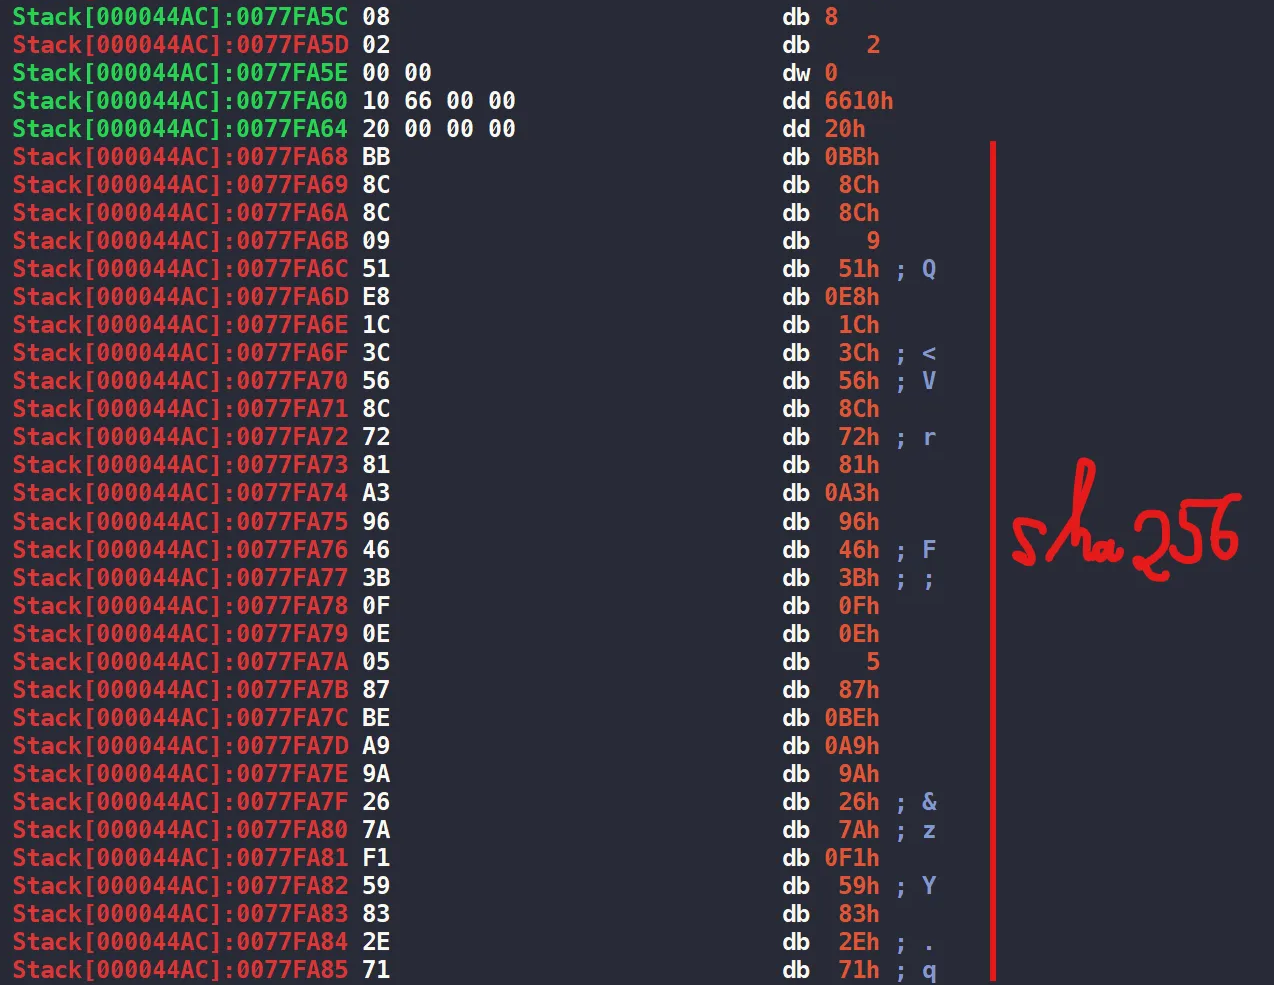 Stack[000044AC]:0077FA5C 08 db 8
Stack[000044AC]:0077FA5D 02 db 2
Stack[000044AC]:0077FA5E 00 00 dw 0
Stack[000044AC]:0077FA60 10 66 00 00 dd 6610h
Stack[000044AC]:0077FA64 20 00 00 00 dd 20h
Stack[000044AC]:0077FA68 BB db 0BBh
Stack[000044AC]:0077FA69 8C db 8Ch
Stack[000044AC]:0077FA6A 8C db 8Ch
Stack[000044AC]:0077FA6B 09 db 9
Stack[000044AC]:0077FA6C 51 db 51h ; Q
Stack[000044AC]:0077FA6D E8 db 0E8h
Stack[000044AC]:0077FA6E 1C db 1Ch
Stack[000044AC]:0077FA6F 3C db 3Ch ; <
Stack[000044AC]:0077FA70 56 db 56h ; V
Stack[000044AC]:0077FA71 8C db 8Ch
Stack[000044AC]:0077FA72 72 db 72h ; r
Stack[000044AC]:0077FA73 81 db 81h
Stack[000044AC]:0077FA74 A3 db 0A3h
Stack[000044AC]:0077FA75 96 db 96h
Stack[000044AC]:0077FA76 46 db 46h ; F
Stack[000044AC]:0077FA77 3B db 3Bh ; ;
Stack[000044AC]:0077FA78 0F db 0Fh
Stack[000044AC]:0077FA79 0E db 0Eh
Stack[000044AC]:0077FA7A 05 db 5
Stack[000044AC]:0077FA7B 87 db 87h
Stack[000044AC]:0077FA7C BE db 0BEh
Stack[000044AC]:0077FA7D A9 db 0A9h
Stack[000044AC]:0077FA7E 9A db 9Ah
Stack[000044AC]:0077FA7F 26 db 26h ; &
Stack[000044AC]:0077FA80 7A db 7Ah ; z
Stack[000044AC]:0077FA81 F1 db 0F1h
Stack[000044AC]:0077FA82 59 db 59h ; Y
Stack[000044AC]:0077FA83 83 db 83h
Stack[000044AC]:0077FA84 2E db 2Eh ; .
Stack[000044AC]:0077FA85 71 db 71h ; q
sha256